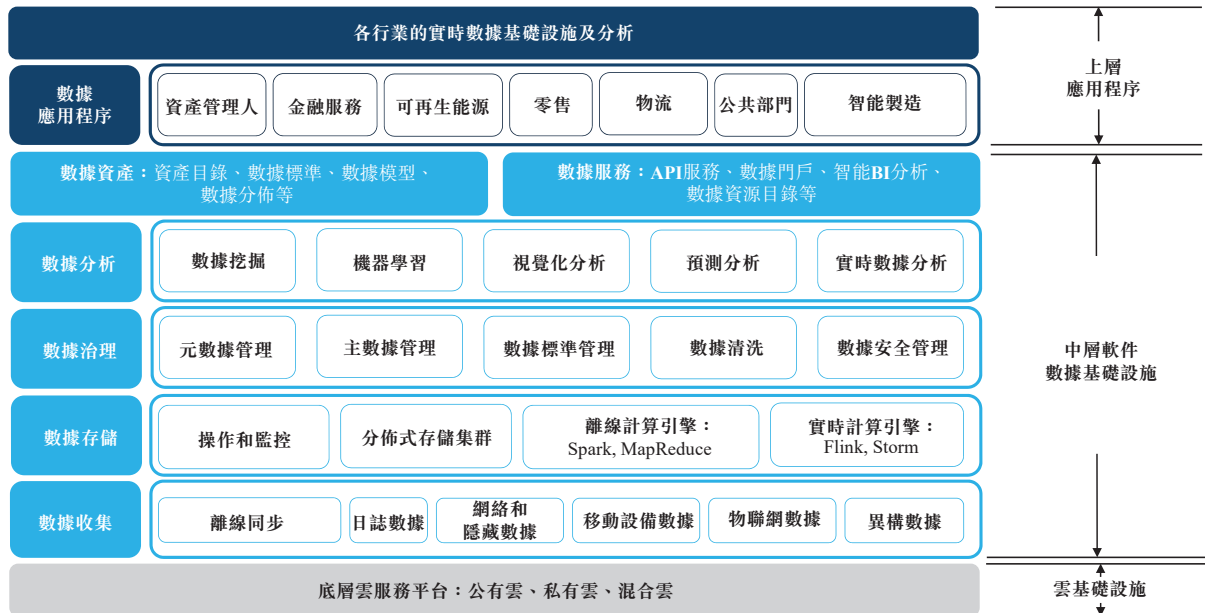 各行業的實時數據基礎設施及分析
數據
應用程序
資產管理人
金融服務
可再生能源
零售
物流
公共部門
智能製造
上層
應用程序
數據資產：資產目錄、數據標準、數據模型、
數據分佈等
數據服務：API服務、數據門戶、智能BI分析、
數據資源目錄等
數據分析
數據挖掘
機器學習
視覺化分析
預測分析
實時數據分析
數據治理
元數據管理
主數據管理
數據標準管理
數據清洗
數據安全管理
中層軟件
數據基礎設施
數據存儲
操作和監控
分佈式存儲集群
離線計算引擎：
Spark, MapReduce
實時計算引擎：
Flink, Storm
數據收集
離線同步
日誌數據
網絡和
隱藏數據
移動設備數據
物聯網數據
異構數據
底層雲服務平台：公有雲、私有雲、混合雲
雲基礎設施